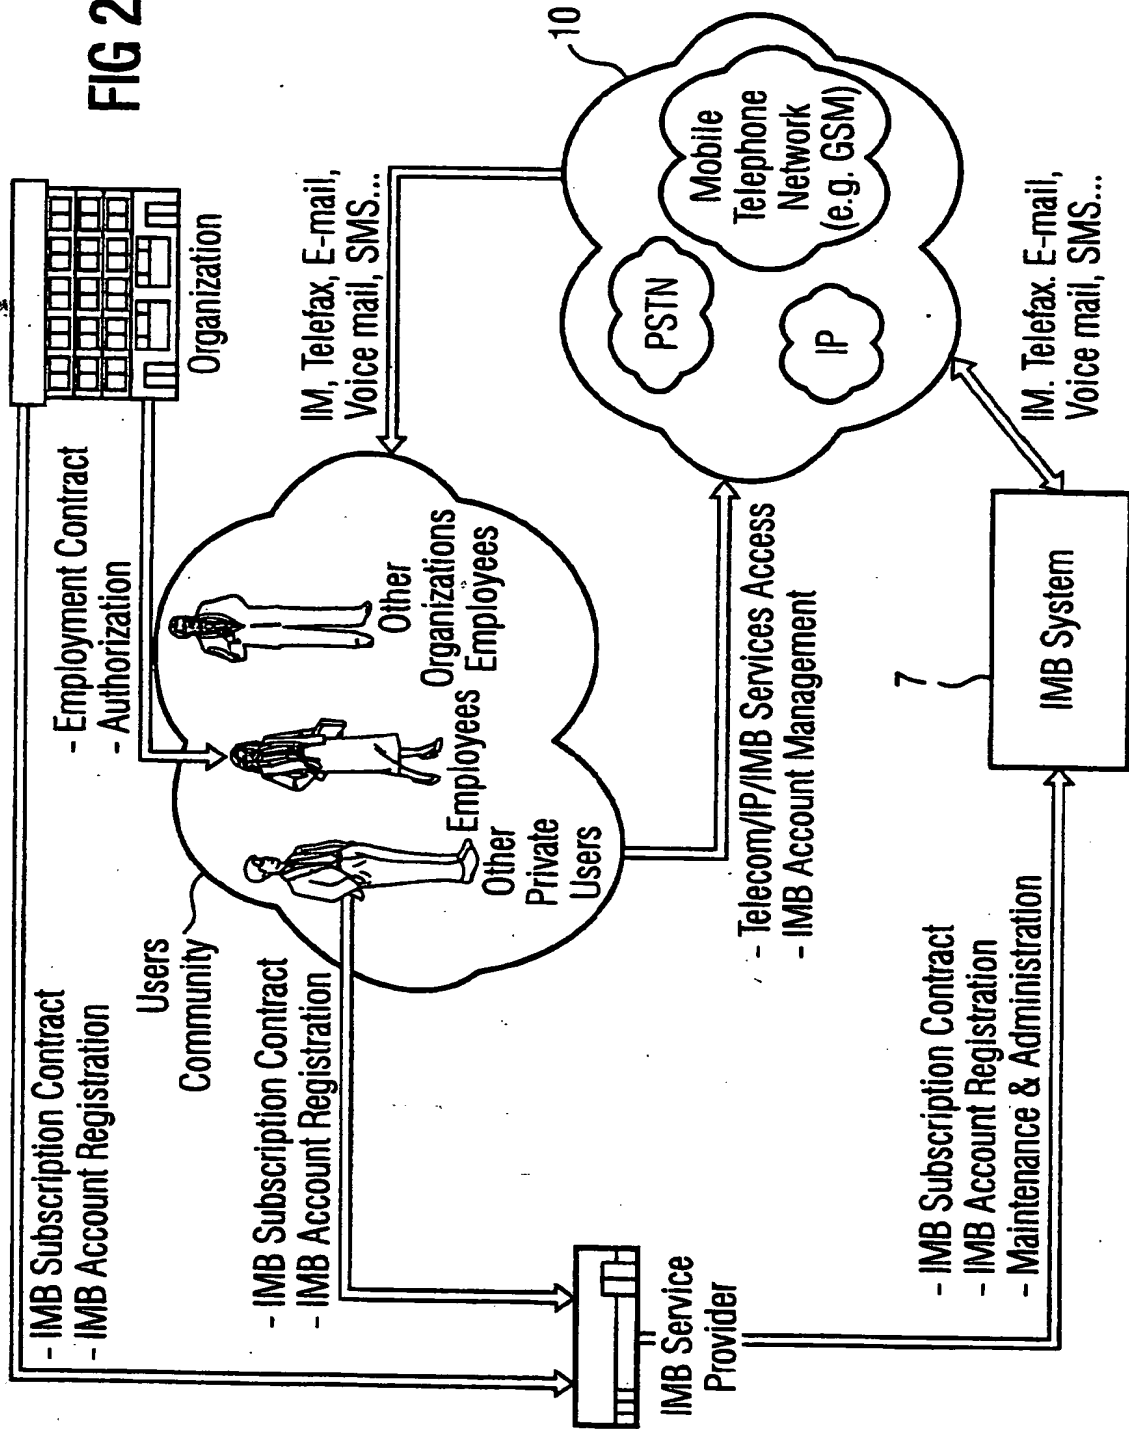 FIG 2
Organization
- IMB Subscription Contract
- IMB Account Registration
- Employment Contract
- Authorization
Users
Community
- IMB Subscription Contract
- IMB Account Registration
Other
Private
Users
Employees
Other
Organizations
Employees
IM, Telefax, E-mail,
Voice mail, SMS...
10
PSTN
IP
Mobile
Telephone
Network
(e.g. GSM)
- Telecom/IP/IMB Services Access
- IMB Account Management
IMB Service
Provider
- IMB Subscription Contract
- IMB Account Registration
- Maintenance & Administration
7
IMB System
IM. Telefax. E-mail,
Voice mail, SMS...